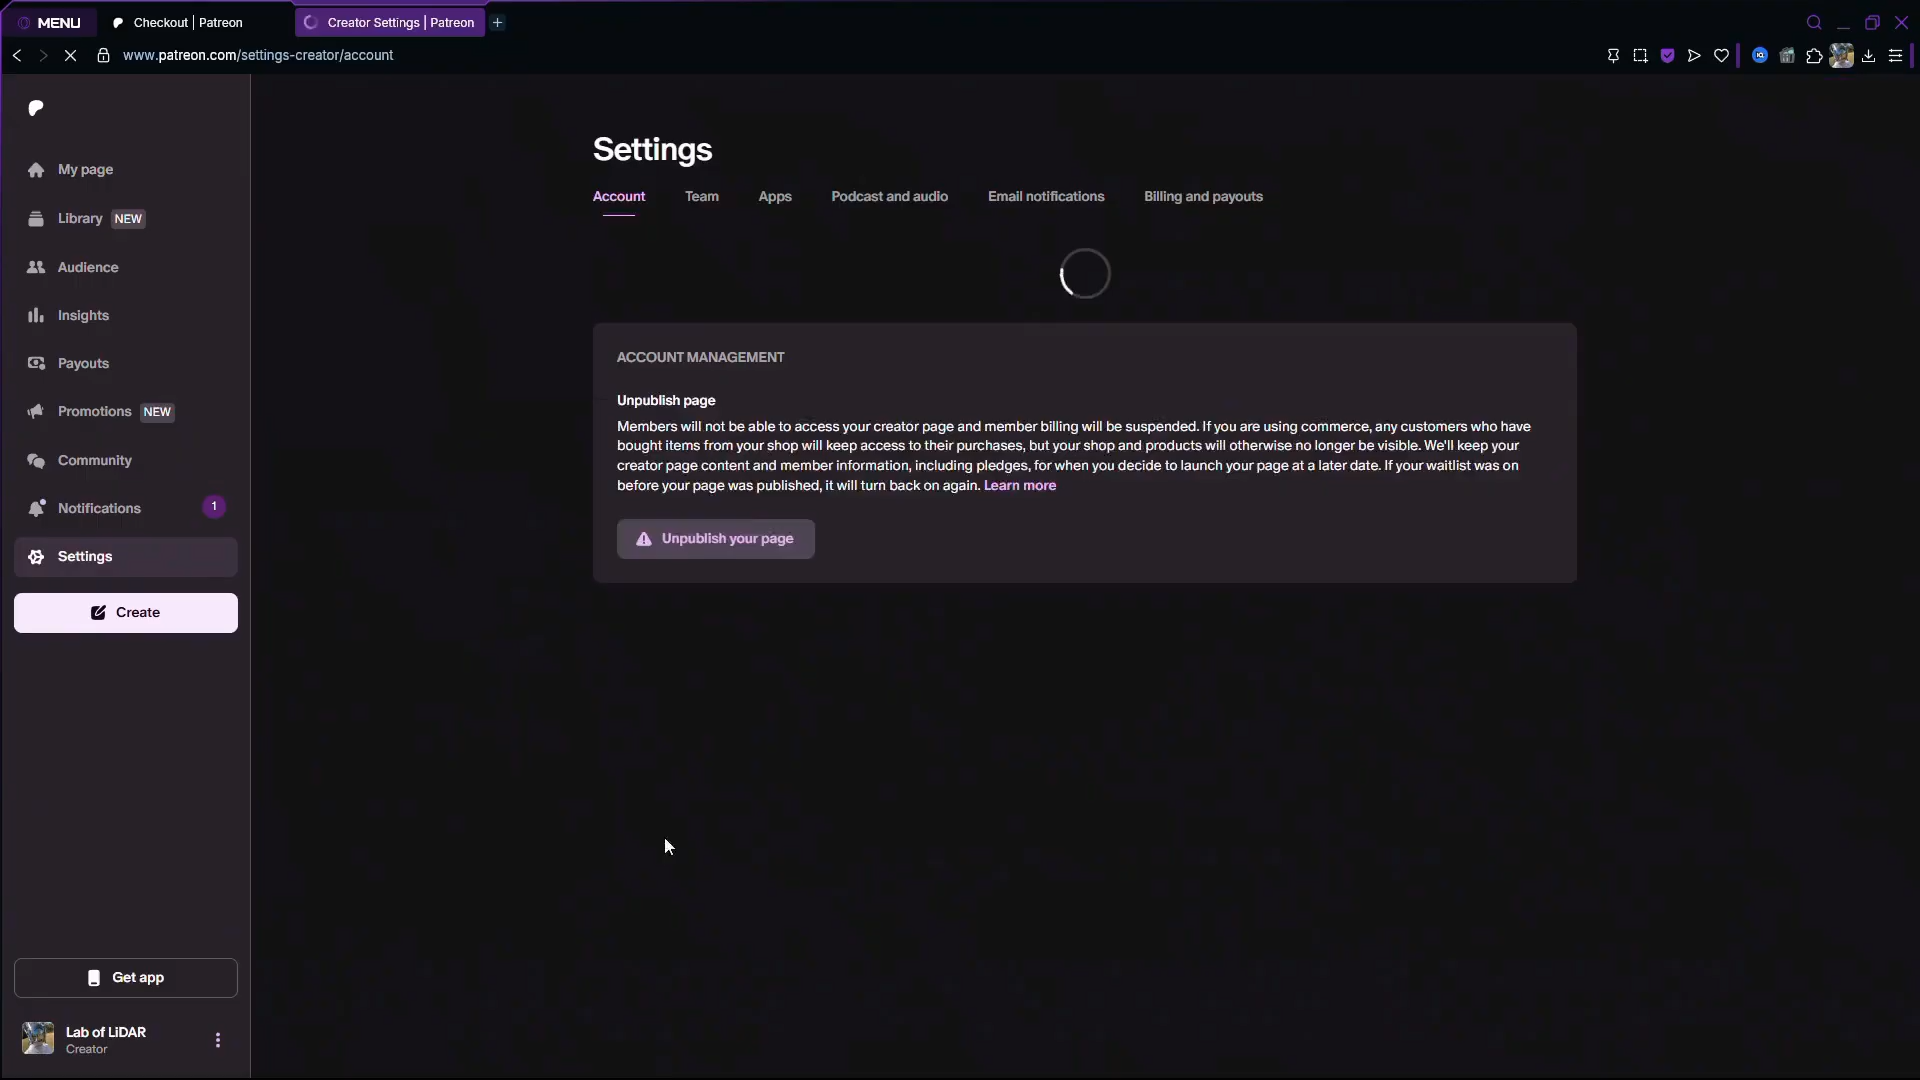 MENU
Checkout | Patreon
Creator Settings | Patreon
www.patreon.com/settings-creator/account
My page
Library NEW
Audience
Insights
Payouts
Promotions NEW
Community
Notifications 1
Settings
Create
Get app
Lab of LiDAR
Creator
Settings
Account Team Apps Podcast and audio Email notifications Billing and payouts
ACCOUNT MANAGEMENT
Unpublish page
Members will not be able to access your creator page and member billing will be suspended. If you are using commerce, any customers who have
bought items from your shop will keep access to their purchases, but your shop and products will otherwise no longer be visible. We'll keep your
creator page content and member information, including pledges, for when you decide to launch your page at a later date. If your waitlist was on
before your page was published, it will turn back on again. Learn more
Unpublish your page